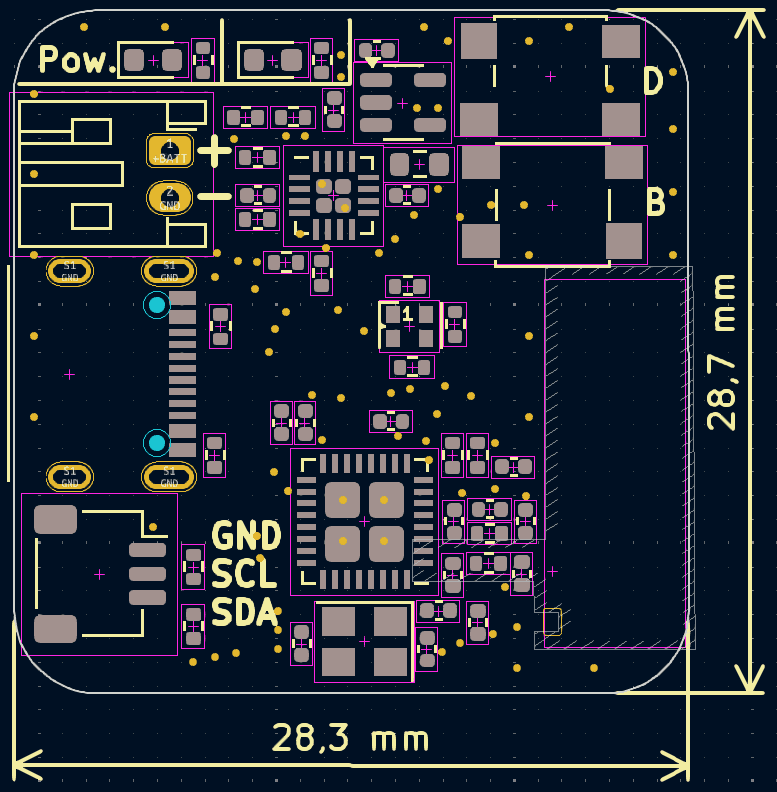 Pow.
D
1
+BATT
+
2
GND
−
B
S1
GND
S1
GND
1
28,7 mm
S1
GND
S1
GND
GND
SCL
SDA
28,3 mm